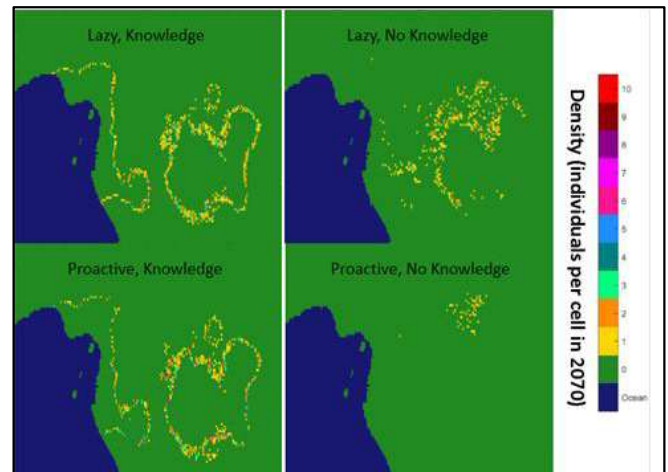 Lazy, Knowledge
Lazy, No Knowledge
Proactive, Knowledge
Proactive, No Knowledge
Density (individuals per cell in 2070)
10
9
8
7
6
5
4
3
2
1
0
Ocean